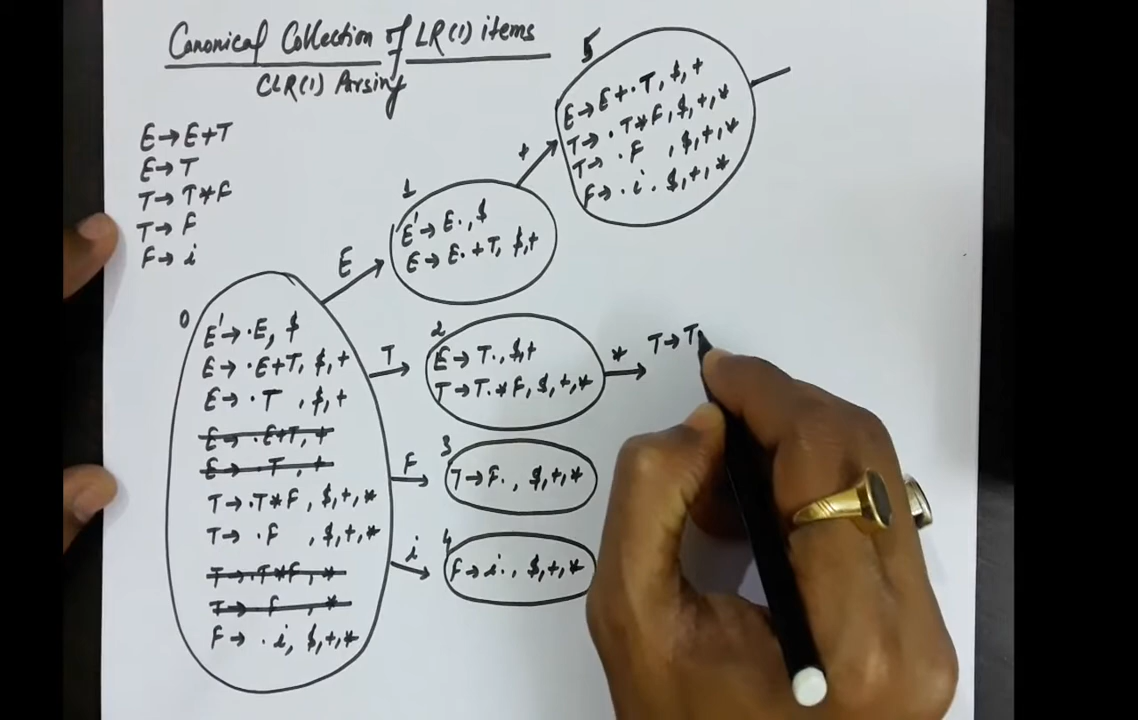 Canonical Collection of LR(1) items
CLR(1) Parsing
E→E+T
E→T
T→T*F
T→F
F→i
0
E'→·E, $
E→·E+T, $,+
E→·T , $,+
E→·E+T, +
E→·T, +
T→·T*F, $,+,*
T→·F , $,+,*
T→·T*F, *
T→·F , *
F→·i, $,+,*
E
1
E'→E·, $
E→E·+T, $,+
+
5
E→E+·T, $,+
T→·T*F, $,+,*
T→·F , $,+,*
F→·i. $,+,*
T
2
E→T·, $,+
T→T·*F, $,+,*
*
T→T
F
3
T→F·, $,+,*
i
4
F→i·, $,+,*